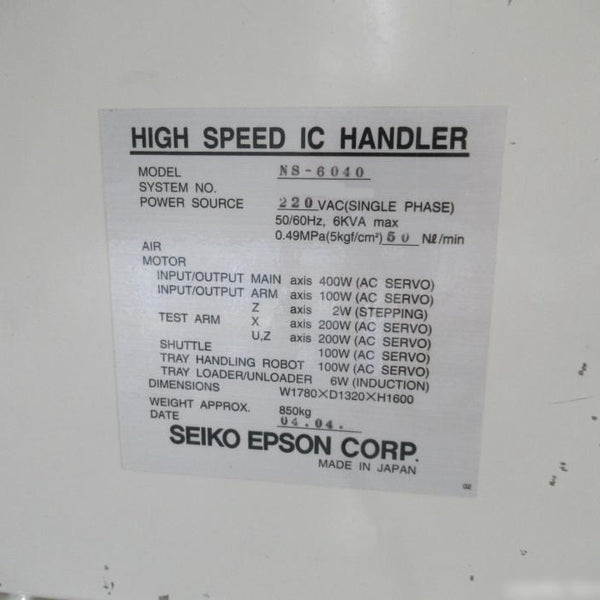 HIGH SPEED IC HANDLER
MODEL NS-6040
SYSTEM NO.
POWER SOURCE 220 VAC(SINGLE PHASE)
50/60Hz, 6KVA max
AIR 0.49MPa(5kgf/cm²) 50 Nℓ/min
MOTOR
INPUT/OUTPUT MAIN axis 400W (AC SERVO)
INPUT/OUTPUT ARM axis 100W (AC SERVO)
Z axis 2W (STEPPING)
TEST ARM X axis 200W (AC SERVO)
U,Z axis 200W (AC SERVO)
SHUTTLE 100W (AC SERVO)
TRAY HANDLING ROBOT 100W (AC SERVO)
TRAY LOADER/UNLOADER 6W (INDUCTION)
DIMENSIONS W1780×D1320×H1600
WEIGHT APPROX. 850kg
DATE 04.04.
SEIKO EPSON CORP.
MADE IN JAPAN
02